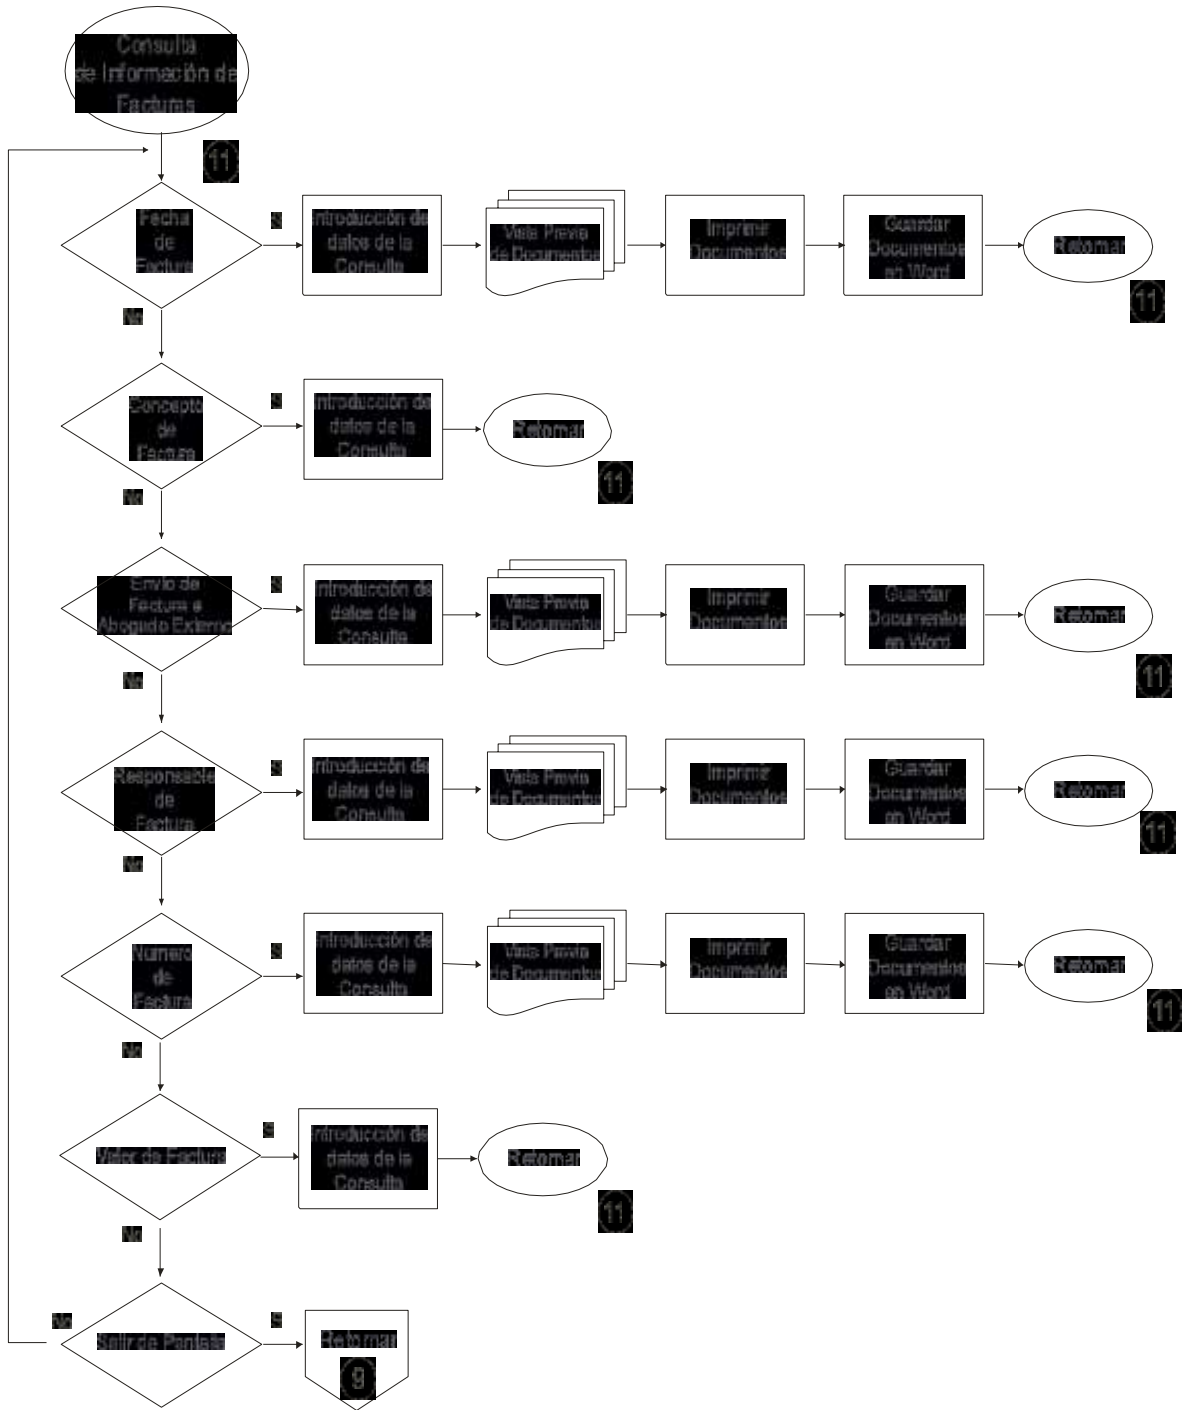 Consulta
de Información de
Facturas
11
Fecha
de
Factura
Si
Introducción de
datos de la
Consulta
Vista Previa
de Documentos
Imprimir
Documentos
Guardar
Documentos
en Word
Retornar
11
No
Concepto
de
Factura
Si
Introducción de
datos de la
Consulta
Retornar
11
No
Envío de
Factura a
Abogado Externo
Si
Introducción de
datos de la
Consulta
Vista Previa
de Documentos
Imprimir
Documentos
Guardar
Documentos
en Word
Retornar
11
No
Responsable
de
Factura
Si
Introducción de
datos de la
Consulta
Vista Previa
de Documentos
Imprimir
Documentos
Guardar
Documentos
en Word
Retornar
11
No
Numero
de
Factura
Si
Introducción de
datos de la
Consulta
Vista Previa
de Documentos
Imprimir
Documentos
Guardar
Documentos
en Word
Retornar
11
No
Valor de Factura
Si
Introducción de
datos de la
Consulta
Retornar
11
No
Salir de Pantalla
No
Si
Retornar
9